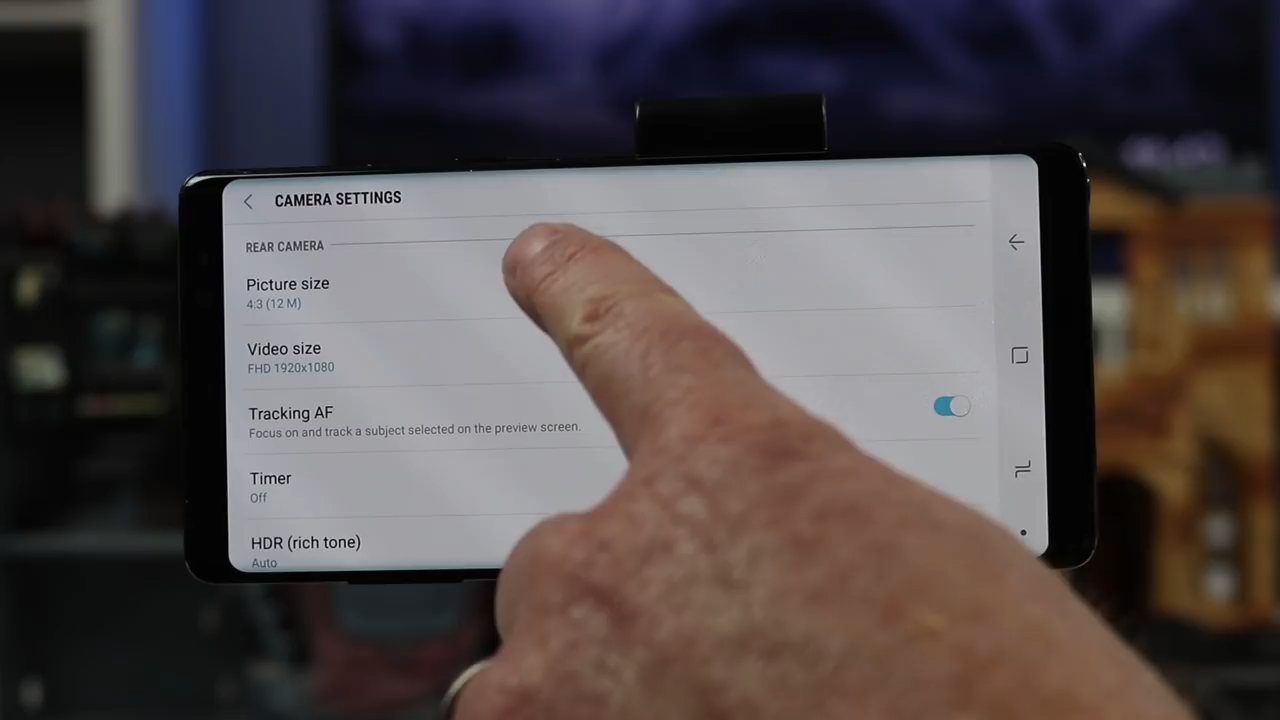 CAMERA SETTINGS
REAR CAMERA
Picture size
4:3 (12 M)
Video size
FHD 1920x1080
Tracking AF
Focus on and track a subject selected on the preview screen.
Timer
Off
HDR (rich tone)
Auto